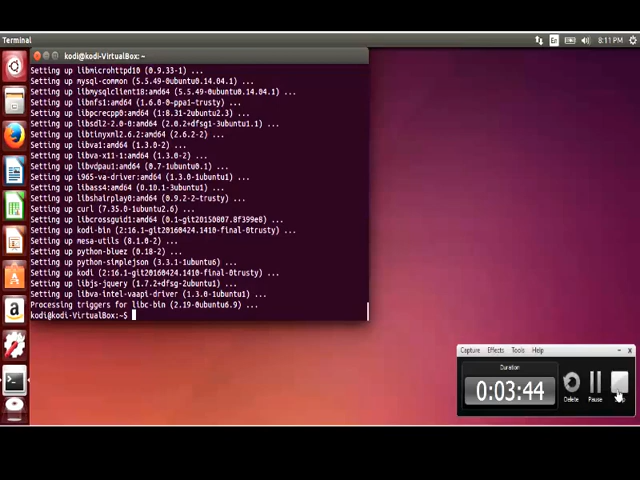 Terminal
En
8:11 PM
kodi@kodi-VirtualBox: ~
Setting up libmicrohttpd10 (0.9.33-1) ...
Setting up mysql-common (5.5.49-0ubuntu0.14.04.1) ...
Setting up libmysqlclient18:amd64 (5.5.49-0ubuntu0.14.04.1) ...
Setting up libnfs1:amd64 (1.6.0-0-ppa1-trusty) ...
Setting up libpcrecpp0:amd64 (1:8.31-2ubuntu2.3) ...
Setting up libsdl2-2.0-0:amd64 (2.0.2+dfsg1-3ubuntu1.1) ...
Setting up libtinyxml2.6.2:amd64 (2.6.2-2) ...
Setting up libva1:amd64 (1.3.0-2) ...
Setting up libva-x11-1:amd64 (1.3.0-2) ...
Setting up libvdpau1:amd64 (0.7-1ubuntu0.1) ...
Setting up i965-va-driver:amd64 (1.3.0-1ubuntu1) ...
Setting up libass4:amd64 (0.10.1-3ubuntu1) ...
Setting up libshairplay0:amd64 (0.9.2-2-trusty) ...
Setting up curl (7.35.0-1ubuntu2.6) ...
Setting up libcrossguid1:amd64 (0.1~git20150807.8f399e8) ...
Setting up kodi-bin (2:16.1~git20160424.1410-final-0trusty) ...
Setting up mesa-utils (8.1.0-2) ...
Setting up python-bluez (0.18-2) ...
Setting up python-simplejson (3.3.1-1ubuntu6) ...
Setting up kodi (2:16.1~git20160424.1410-final-0trusty) ...
Setting up libjs-jquery (1.7.2+dfsg-2ubuntu1) ...
Setting up libva-intel-vaapi-driver (1.3.0-1ubuntu1) ...
Processing triggers for libc-bin (2.19-0ubuntu6.9) ...
kodi@kodi-VirtualBox:~$
Capture Effects Tools Help
Duration
0:03:44
Delete Pause